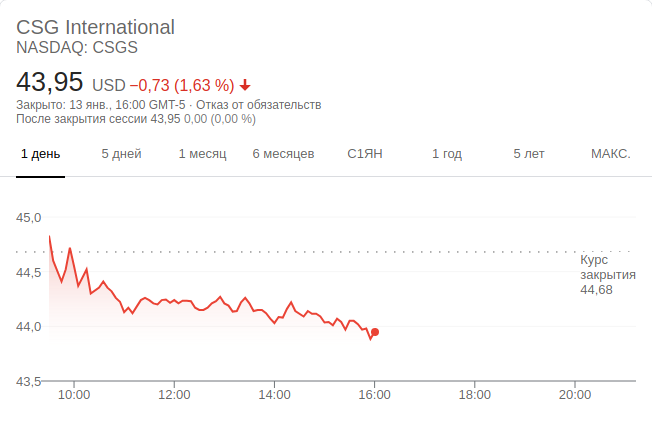 CSG International
NASDAQ: CSGS
43,95 USD −0,73 (1,63 %)
Закрыто: 13 янв., 16:00 GMT-5 · Отказ от обязательств
После закрытия сессии 43,95 0,00 (0,00 %)
1 день 5 дней 1 месяц 6 месяцев С1ЯН 1 год 5 лет МАКС.
45,0
Курс
закрытия
44,68
44,5
44,0
43,5
10:00 12:00 14:00 16:00 18:00 20:00